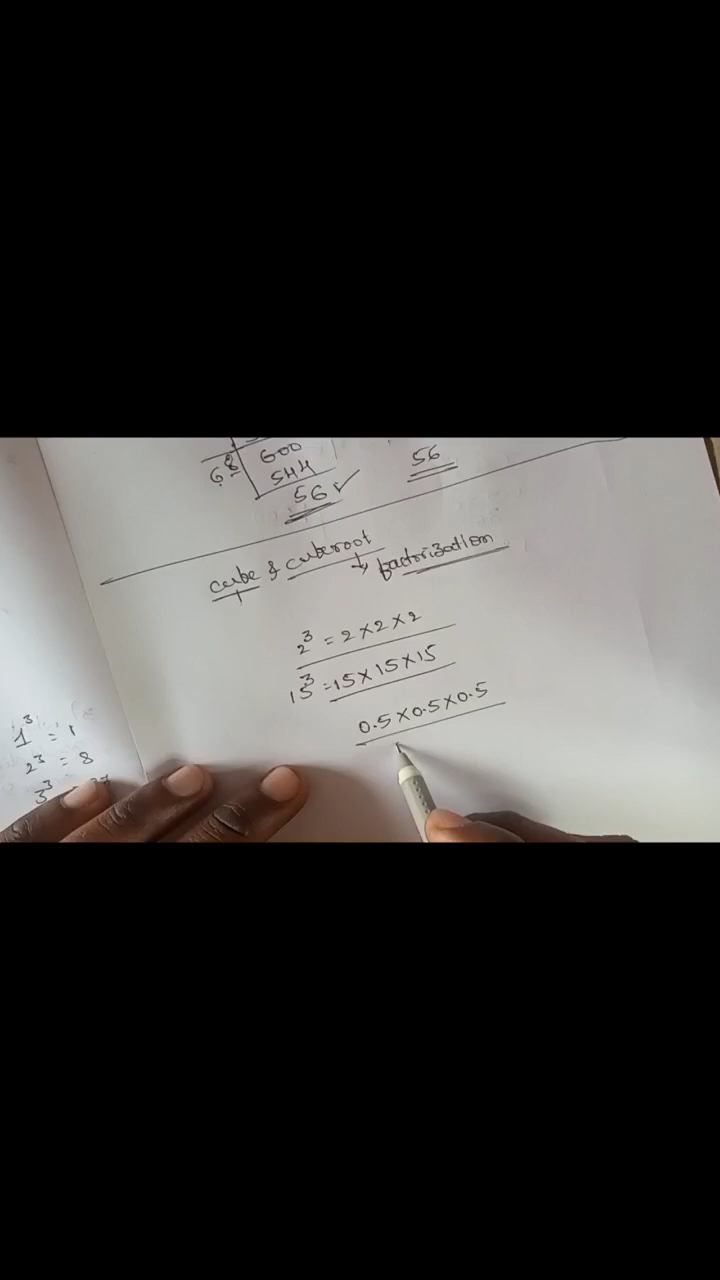 68 600
544
56 ✓
56
cube & cuberoot
→ factorization
2³ = 2×2×2
15³ = 15×15×15
0.5×0.5×0.5
1³ = 1
2³ = 8
3³ = 27